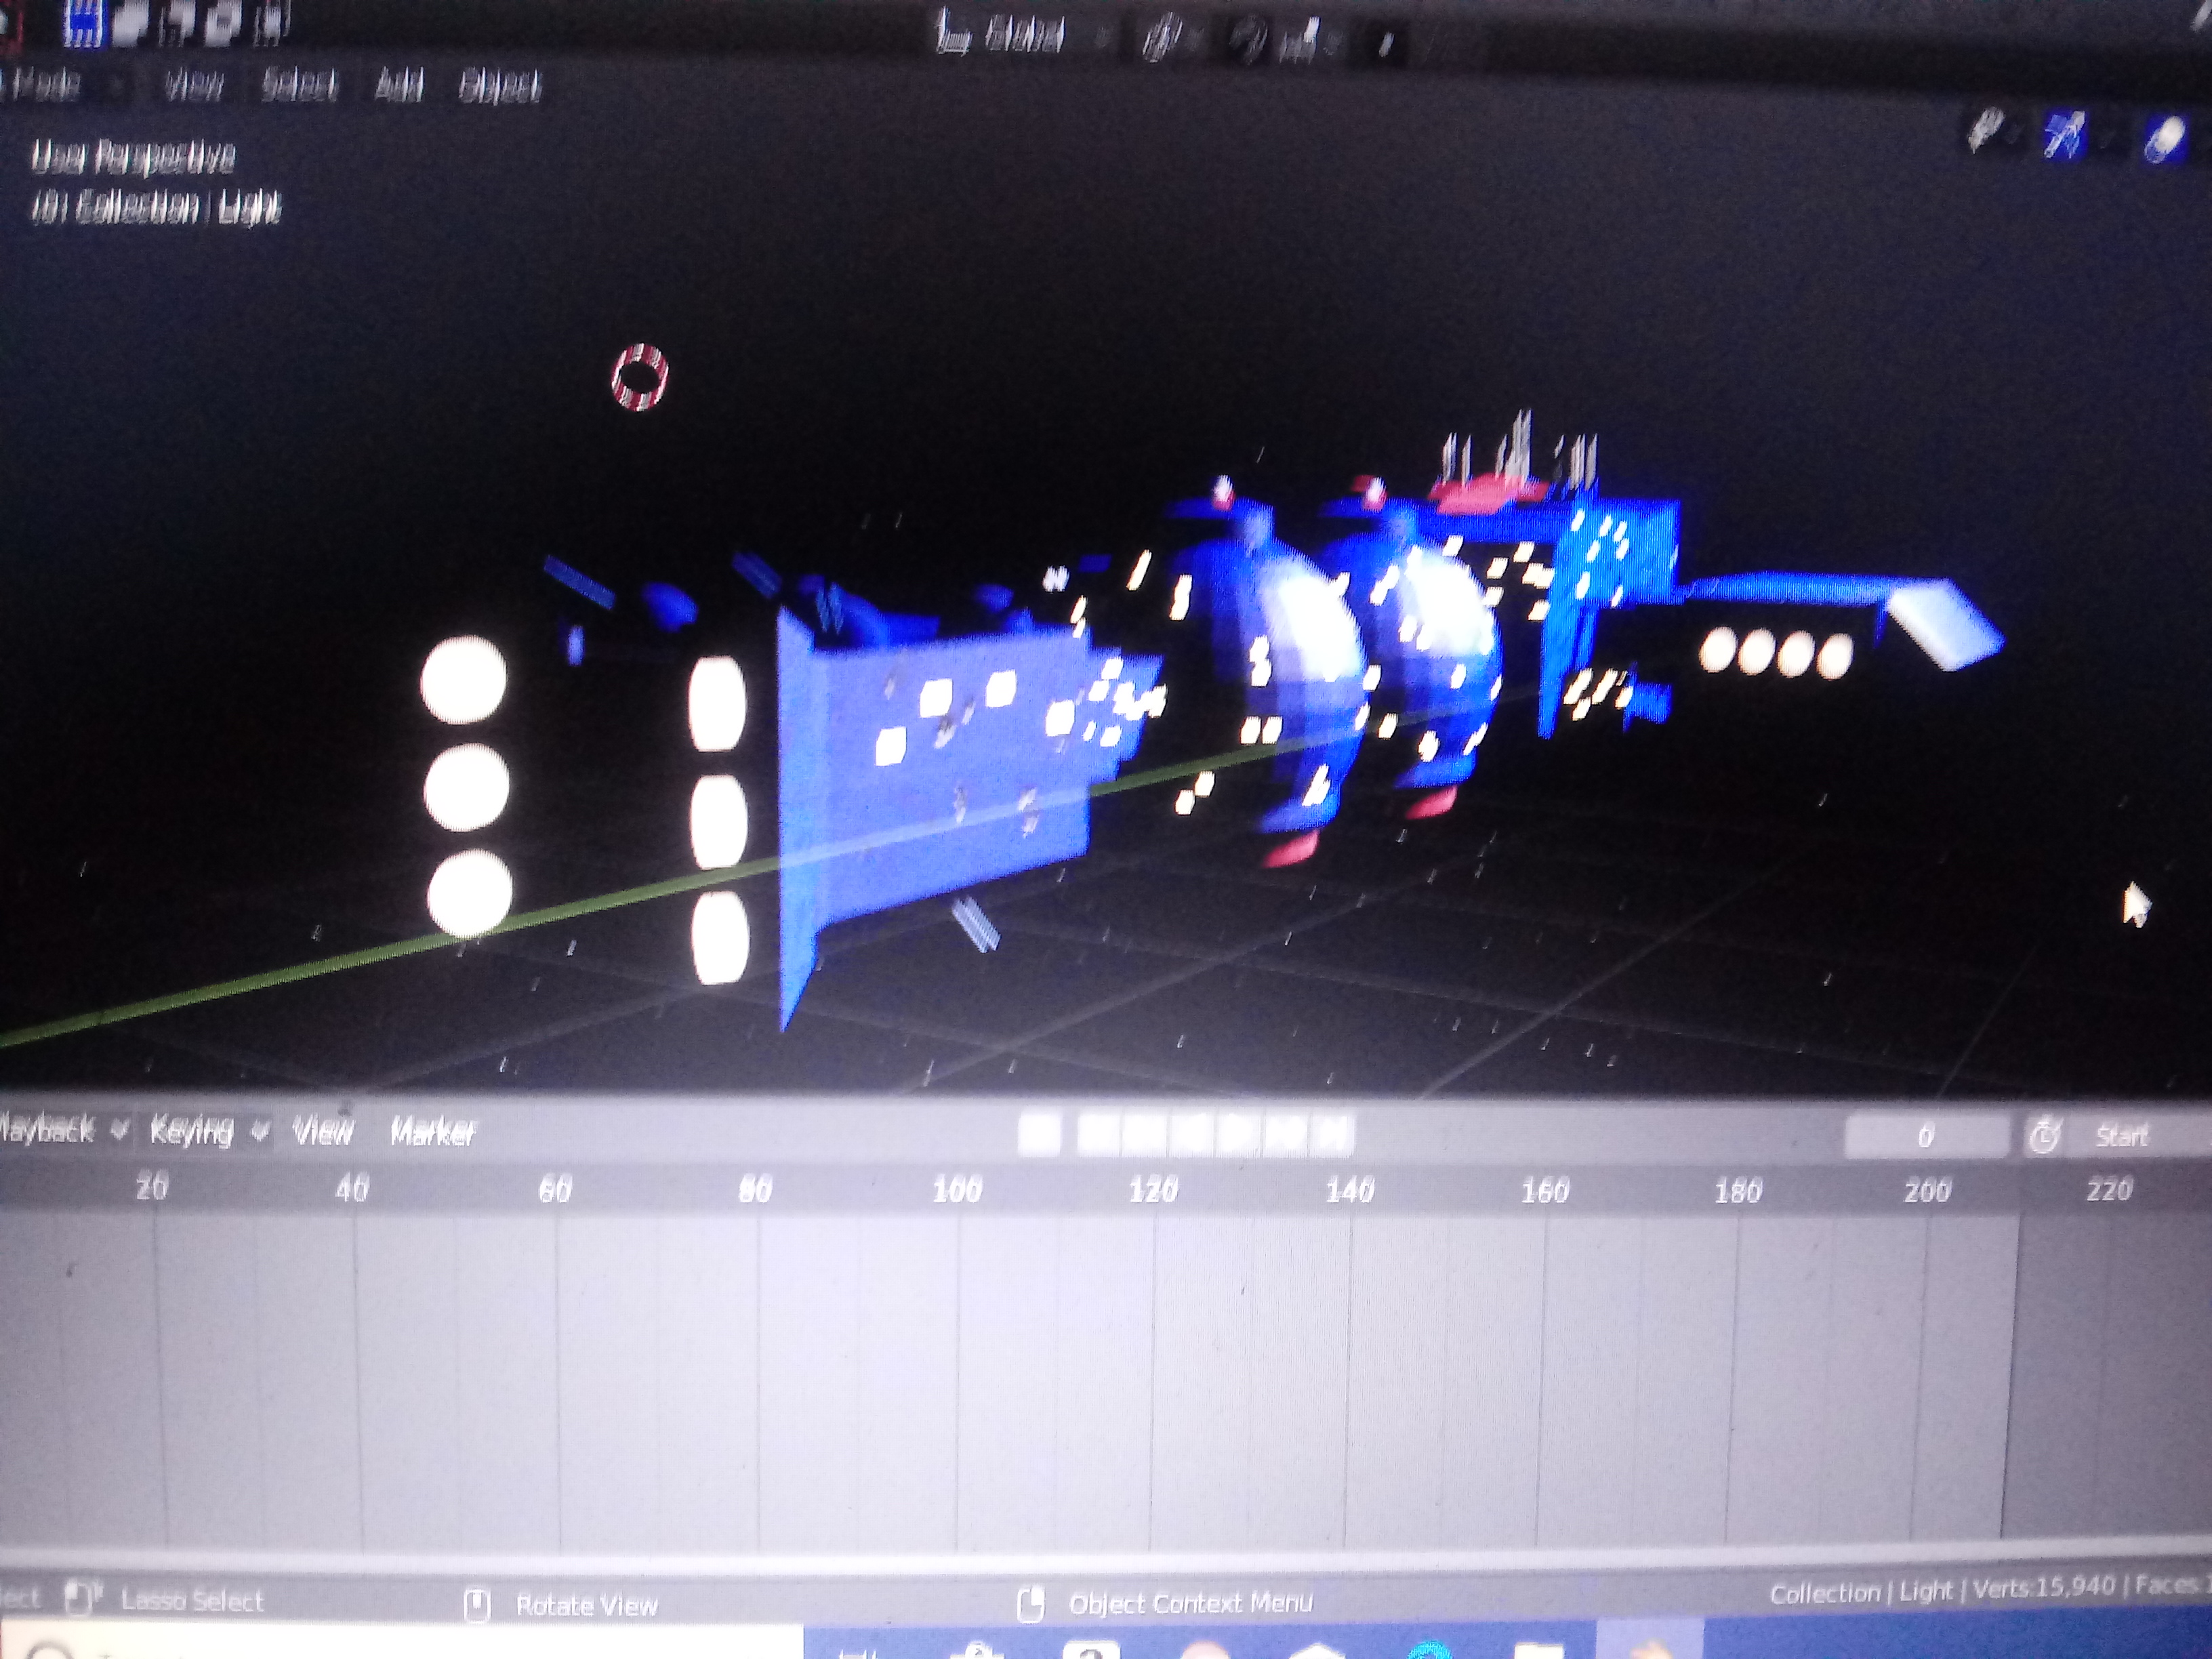 Global
Mode View Select Add Object
User Perspective
(0) Collection | Light
Playback Keying View Marker
0 Start
20 40 60 80 100 120 140 160 180 200 220
Lasso Select Rotate View Object Context Menu Collection | Light | Verts:15,940 | Faces: